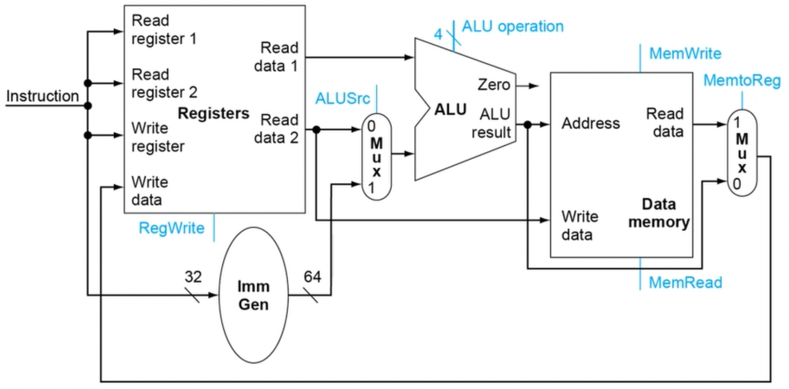 Instruction
Read
register 1
Read
register 2
Write
register
Write
data
Registers
Read
data 1
Read
data 2
RegWrite
32
Imm
Gen
64
ALUSrc
0
M
u
x
1
4
ALU operation
ALU
Zero
ALU
result
MemWrite
Address
Read
data
Write
data
Data
memory
MemRead
MemtoReg
1
M
u
x
0